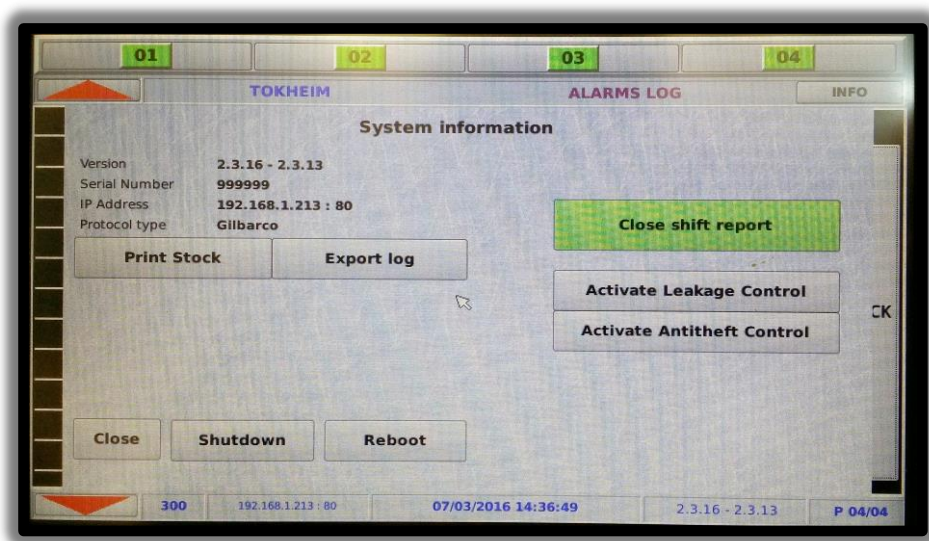 01 02 03 04
TOKHEIM ALARMS LOG INFO
System information
Version 2.3.16 - 2.3.13
Serial Number 999999
IP Address 192.168.1.213 : 80
Protocol type Gilbarco
Close shift report
Print Stock Export log
Activate Leakage Control
CK
Activate Antitheft Control
Close Shutdown Reboot
300 192.168.1.213 : 80 07/03/2016 14:36:49 2.3.16 - 2.3.13 P 04/04